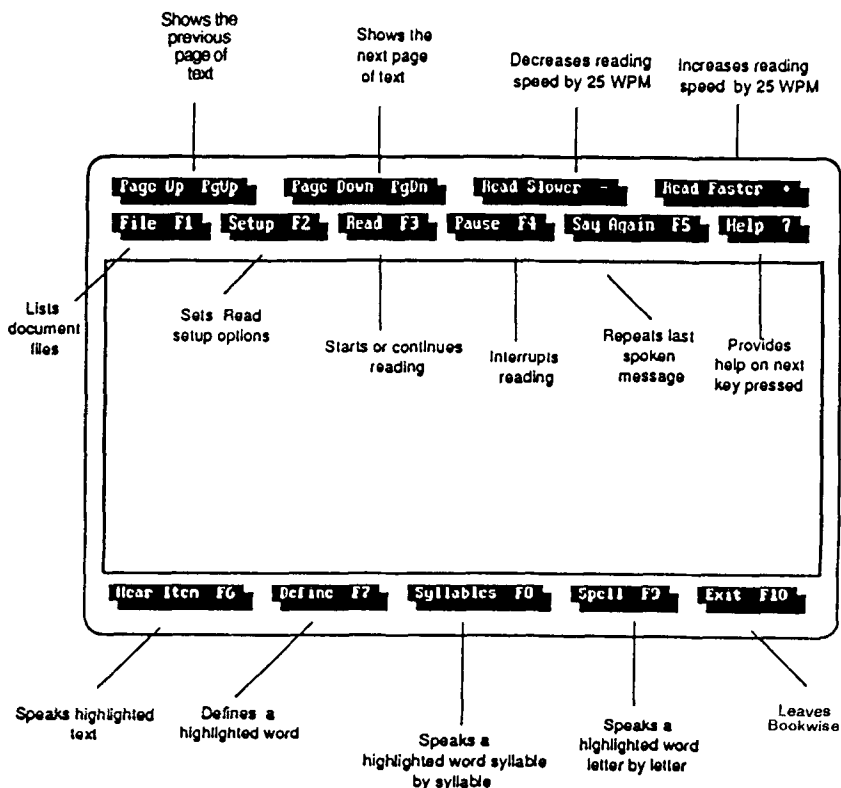 Shows the
previous
page of
text
Shows the
next page
of text
Decreases reading
speed by 25 WPM
Increases reading
speed by 25 WPM
Page Up PgUp
Page Down PgDn
Read Slower -
Read Faster +
File F1
Setup F2
Read F3
Pause F4
Say Again F5
Help ?
Lists
document
files
Sets Read
setup options
Starts or continues
reading
Interrupts
reading
Repeats last
spoken
message
Provides
help on next
key pressed
Hear Item F6
Define F7
Syllables F8
Spell F9
Exit F10
Speaks highlighted
text
Defines a
highlighted word
Speaks a
highlighted word syllable
by syllable
Speaks a
highlighted word
letter by letter
Leaves
Bookwise